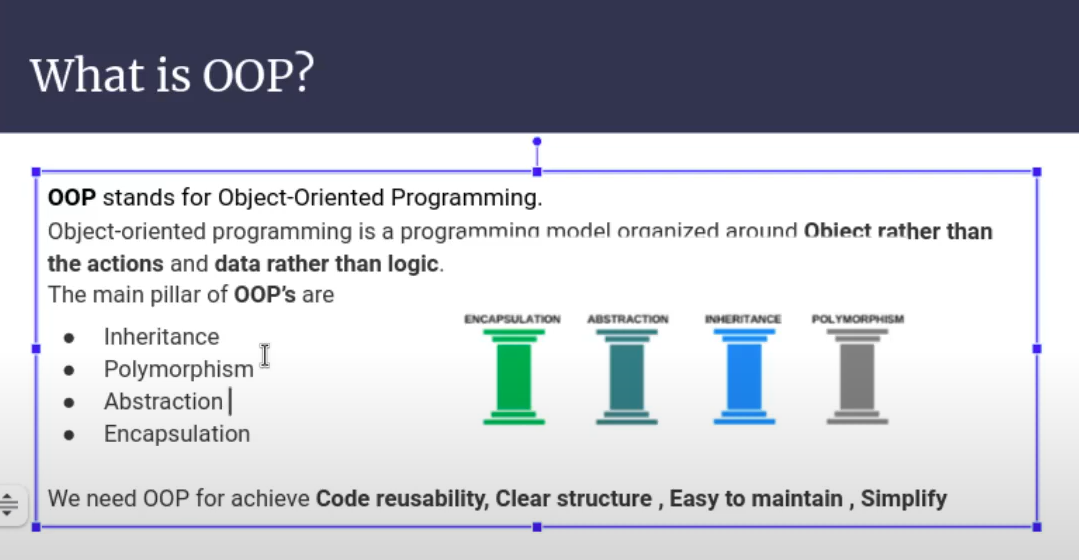 What is OOP?
OOP stands for Object-Oriented Programming.
Object-oriented programming is a programming model organized around Object rather than
the actions and data rather than logic.
The main pillar of OOP’s are
● Inheritance
● Polymorphism
● Abstraction
● Encapsulation
ENCAPSULATION ABSTRACTION INHERITANCE POLYMORPHISM
We need OOP for achieve Code reusability, Clear structure , Easy to maintain , Simplify